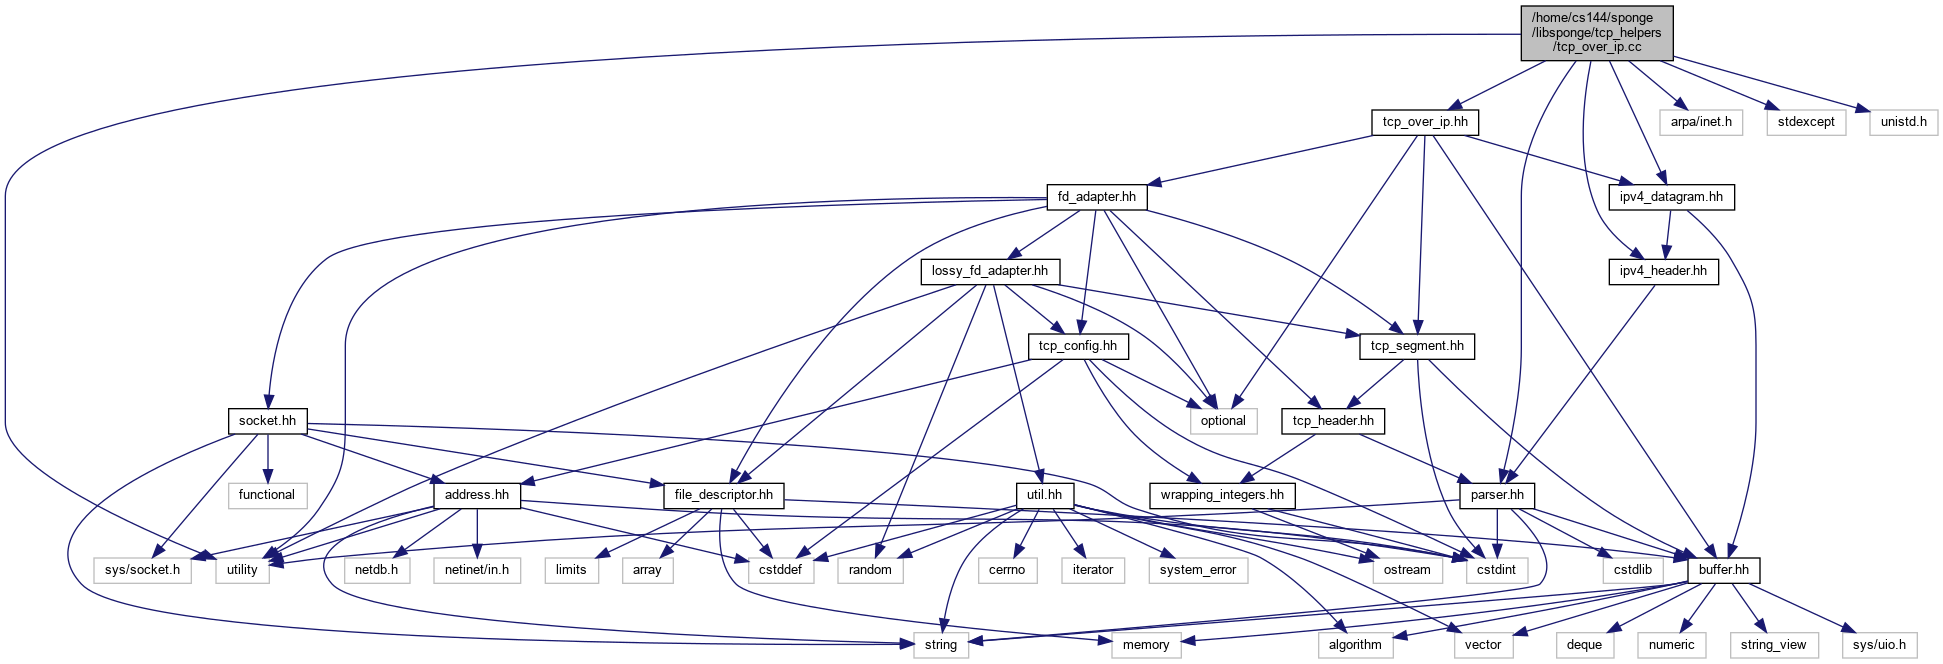 /home/cs144/sponge
/libsponge/tcp_helpers
/tcp_over_ip.cc
tcp_over_ip.hh
arpa/inet.h
stdexcept
unistd.h
fd_adapter.hh
ipv4_datagram.hh
lossy_fd_adapter.hh
ipv4_header.hh
tcp_config.hh
tcp_segment.hh
socket.hh
optional
tcp_header.hh
functional
address.hh
file_descriptor.hh
util.hh
wrapping_integers.hh
parser.hh
sys/socket.h
utility
netdb.h
netinet/in.h
limits
array
cstddef
random
cerrno
iterator
system_error
ostream
cstdint
cstdlib
buffer.hh
string
memory
algorithm
vector
deque
numeric
string_view
sys/uio.h